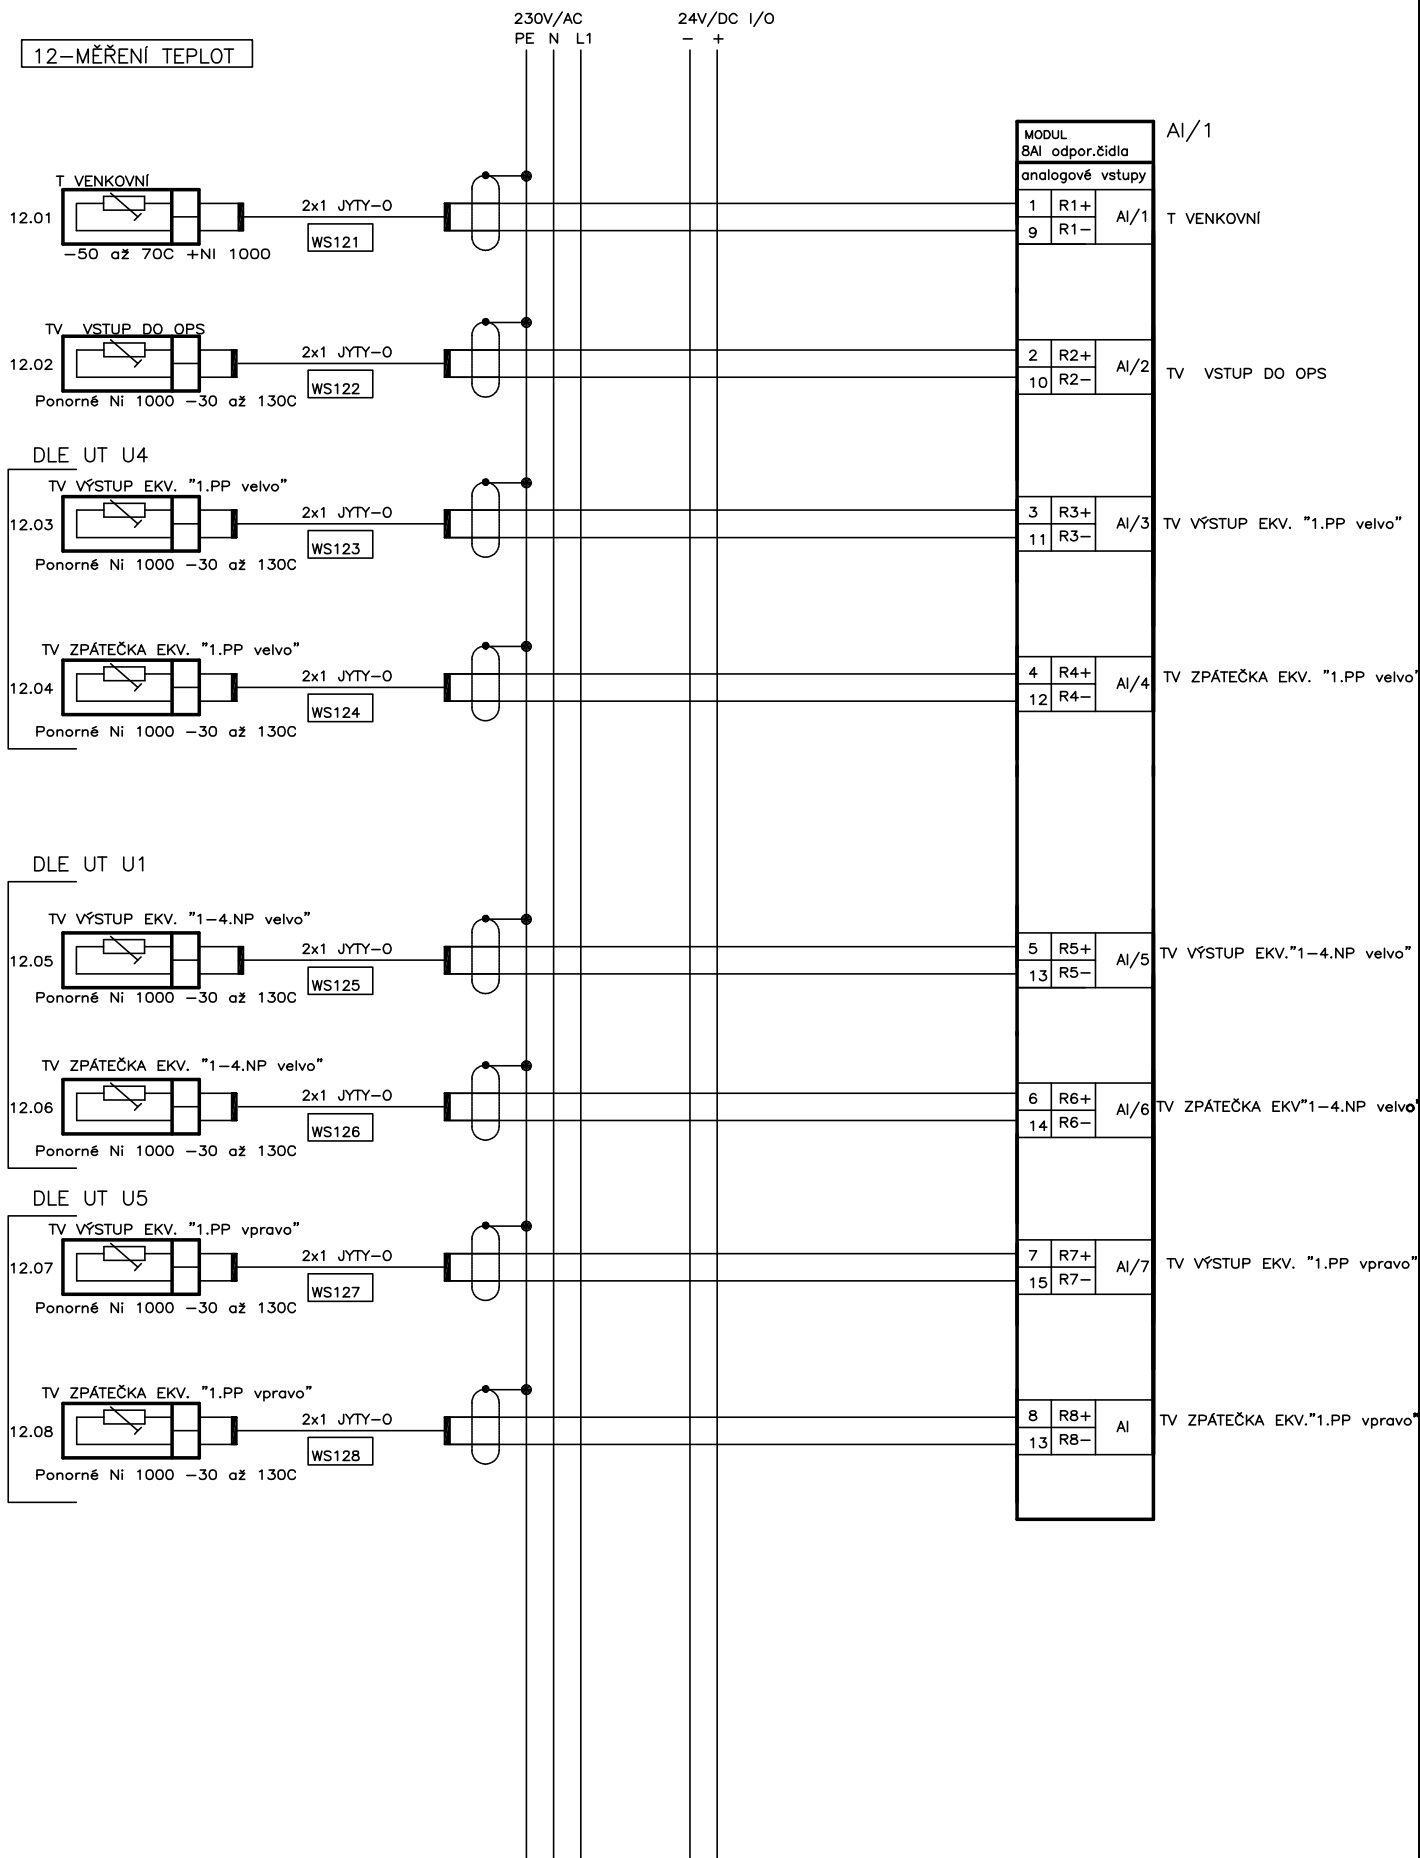 230V/AC
24V/DC I/O
PE N L1
– +
12–MĚŘENÍ TEPLOT
AI/1
MODUL
8AI odpor.čidla
analogové vstupy
T VENKOVNÍ
12.01
2x1 JYTY–O
WS121
–50 až 70C +NI 1000
1 R1+
9 R1–
AI/1
T VENKOVNÍ
TV VSTUP DO OPS
12.02
2x1 JYTY–O
WS122
Ponorné Ni 1000 –30 až 130C
2 R2+
10 R2–
AI/2
TV VSTUP DO OPS
DLE UT U4
TV VÝSTUP EKV. "1.PP velvo"
12.03
2x1 JYTY–O
WS123
Ponorné Ni 1000 –30 až 130C
3 R3+
11 R3–
AI/3
TV VÝSTUP EKV. "1.PP velvo"
TV ZPÁTEČKA EKV. "1.PP velvo"
12.04
2x1 JYTY–O
WS124
Ponorné Ni 1000 –30 až 130C
4 R4+
12 R4–
AI/4
TV ZPÁTEČKA EKV. "1.PP velvo"
DLE UT U1
TV VÝSTUP EKV. "1–4.NP velvo"
12.05
2x1 JYTY–O
WS125
Ponorné Ni 1000 –30 až 130C
5 R5+
13 R5–
AI/5
TV VÝSTUP EKV."1–4.NP velvo"
TV ZPÁTEČKA EKV. "1–4.NP velvo"
12.06
2x1 JYTY–O
WS126
Ponorné Ni 1000 –30 až 130C
6 R6+
14 R6–
AI/6
TV ZPÁTEČKA EKV"1–4.NP velvo"
DLE UT U5
TV VÝSTUP EKV. "1.PP vpravo"
12.07
2x1 JYTY–O
WS127
Ponorné Ni 1000 –30 až 130C
7 R7+
15 R7–
AI/7
TV VÝSTUP EKV. "1.PP vpravo"
TV ZPÁTEČKA EKV. "1.PP vpravo"
12.08
2x1 JYTY–O
WS128
Ponorné Ni 1000 –30 až 130C
8 R8+
13 R8–
AI
TV ZPÁTEČKA EKV."1.PP vpravo"